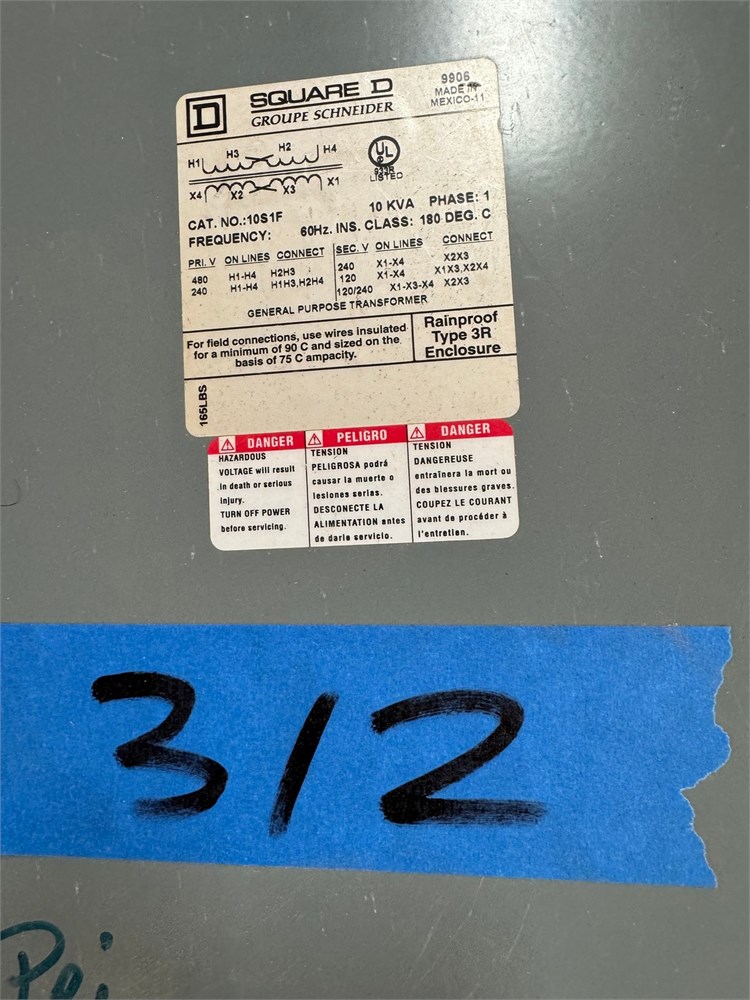 SQUARE D
GROUPE SCHNEIDER
9906
MADE IN
MEXICO-11
H1 H3 H2 H4
X4 X2 X3 X1
UL
LISTED
CAT. NO.:10S1F 10 KVA PHASE: 1
FREQUENCY: 60Hz. INS. CLASS: 180 DEG. C
PRI. V ON LINES CONNECT
480 H1-H4 H2H3
240 H1-H4 H1H3,H2H4
SEC. V ON LINES CONNECT
240 X1-X4 X2X3
120 X1-X4 X1X3,X2X4
120/240 X1-X3-X4 X2X3
GENERAL PURPOSE TRANSFORMER
For field connections, use wires insulated
for a minimum of 90 C and sized on the
basis of 75 C ampacity.
Rainproof
Type 3R
Enclosure
165LBS
DANGER
HAZARDOUS
VOLTAGE will result
in death or serious
injury.
TURN OFF POWER
before servicing.
PELIGRO
TENSION
PELIGROSA podrá
causar la muerte o
lesiones serias.
DESCONECTE LA
ALIMENTACION antes
de darle servicio.
DANGER
TENSION
DANGEREUSE
entraînera la mort ou
des blessures graves.
COUPEZ LE COURANT
avant de procéder à
l'entretien.
312